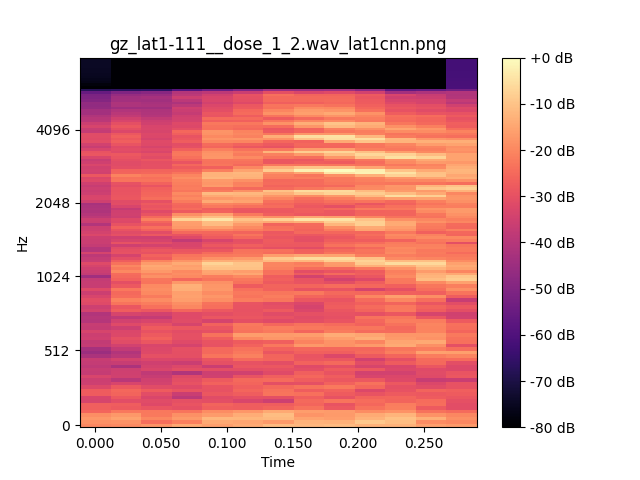 gz_lat1-111__dose_1_2.wav_lat1cnn.png
Hz
4096
2048
1024
512
0
0.000 0.050 0.100 0.150 0.200 0.250
Time
+0 dB
-10 dB
-20 dB
-30 dB
-40 dB
-50 dB
-60 dB
-70 dB
-80 dB